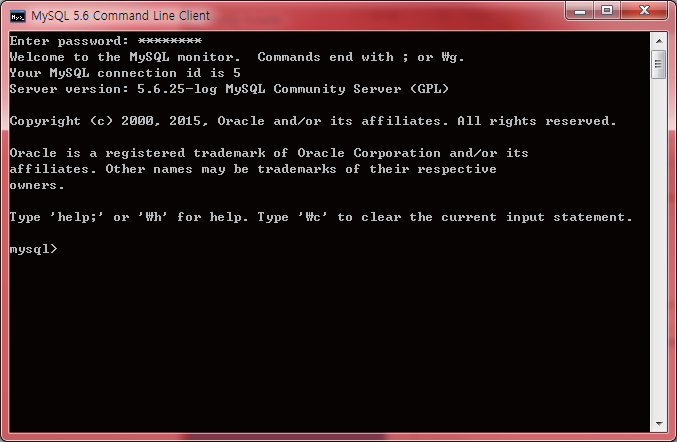 MySQL 5.6 Command Line Client
Enter password: ********
Welcome to the MySQL monitor.  Commands end with ; or ₩g.
Your MySQL connection id is 5
Server version: 5.6.25-log MySQL Community Server (GPL)
Copyright (c) 2000, 2015, Oracle and/or its affiliates. All rights reserved.
Oracle is a registered trademark of Oracle Corporation and/or its
affiliates. Other names may be trademarks of their respective
owners.
Type 'help;' or '₩h' for help. Type '₩c' to clear the current input statement.
mysql>